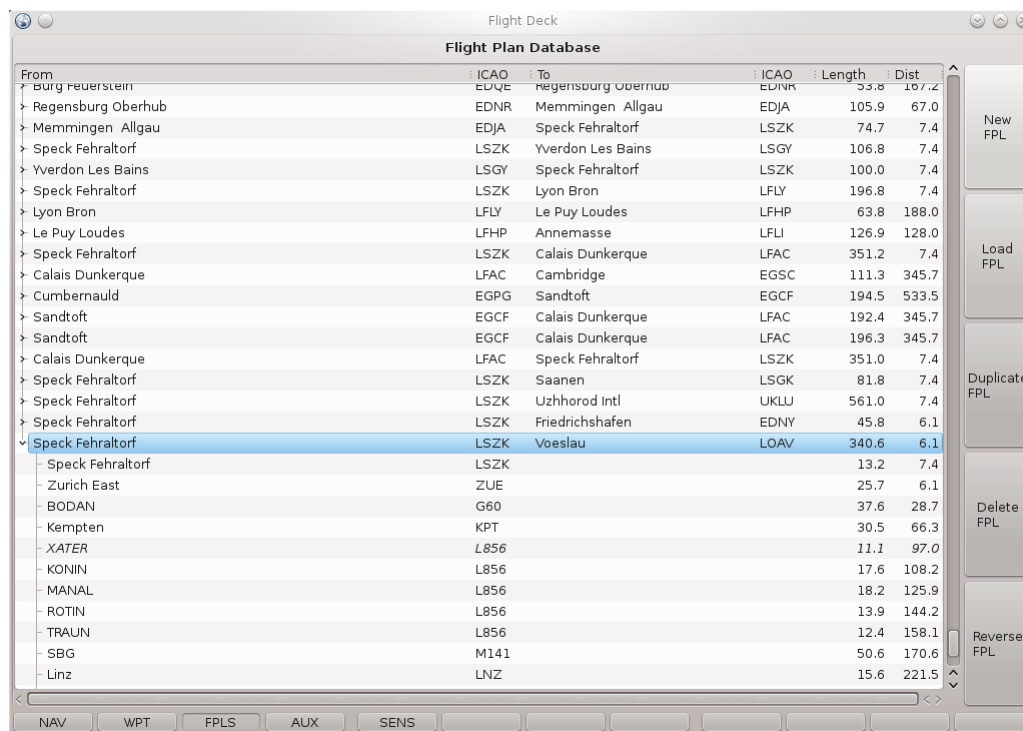 Flight Deck
Flight Plan Database
From ICAO To ICAO Length Dist
Burg Feuerstein EDQE Regensburg Oberhub EDNR 53.8 167.2
Regensburg Oberhub EDNR Memmingen Allgau EDJA 105.9 67.0
Memmingen Allgau EDJA Speck Fehraltorf LSZK 74.7 7.4
Speck Fehraltorf LSZK Yverdon Les Bains LSGY 106.8 7.4
Yverdon Les Bains LSGY Speck Fehraltorf LSZK 100.0 7.4
Speck Fehraltorf LSZK Lyon Bron LFLY 196.8 7.4
Lyon Bron LFLY Le Puy Loudes LFHP 63.8 188.0
Le Puy Loudes LFHP Annemasse LFLI 126.9 128.0
Speck Fehraltorf LSZK Calais Dunkerque LFAC 351.2 7.4
Calais Dunkerque LFAC Cambridge EGSC 111.3 345.7
Cumbernauld EGPG Sandtoft EGCF 194.5 533.5
Sandtoft EGCF Calais Dunkerque LFAC 192.4 345.7
Sandtoft EGCF Calais Dunkerque LFAC 196.3 345.7
Calais Dunkerque LFAC Speck Fehraltorf LSZK 351.0 7.4
Speck Fehraltorf LSZK Saanen LSGK 81.8 7.4
Speck Fehraltorf LSZK Uzhhorod Intl UKLU 561.0 7.4
Speck Fehraltorf LSZK Friedrichshafen EDNY 45.8 6.1
Speck Fehraltorf LSZK Voeslau LOAV 340.6 6.1
Speck Fehraltorf LSZK 13.2 7.4
Zurich East ZUE 25.7 6.1
BODAN G60 37.6 28.7
Kempten KPT 30.5 66.3
XATER L856 11.1 97.0
KONIN L856 17.6 108.2
MANAL L856 18.2 125.9
ROTIN L856 13.9 144.2
TRAUN L856 12.4 158.1
SBG M141 50.6 170.6
Linz LNZ 15.6 221.5
New
FPL
Load
FPL
Duplicate
FPL
Delete
FPL
Reverse
FPL
NAV WPT FPLS AUX SENS